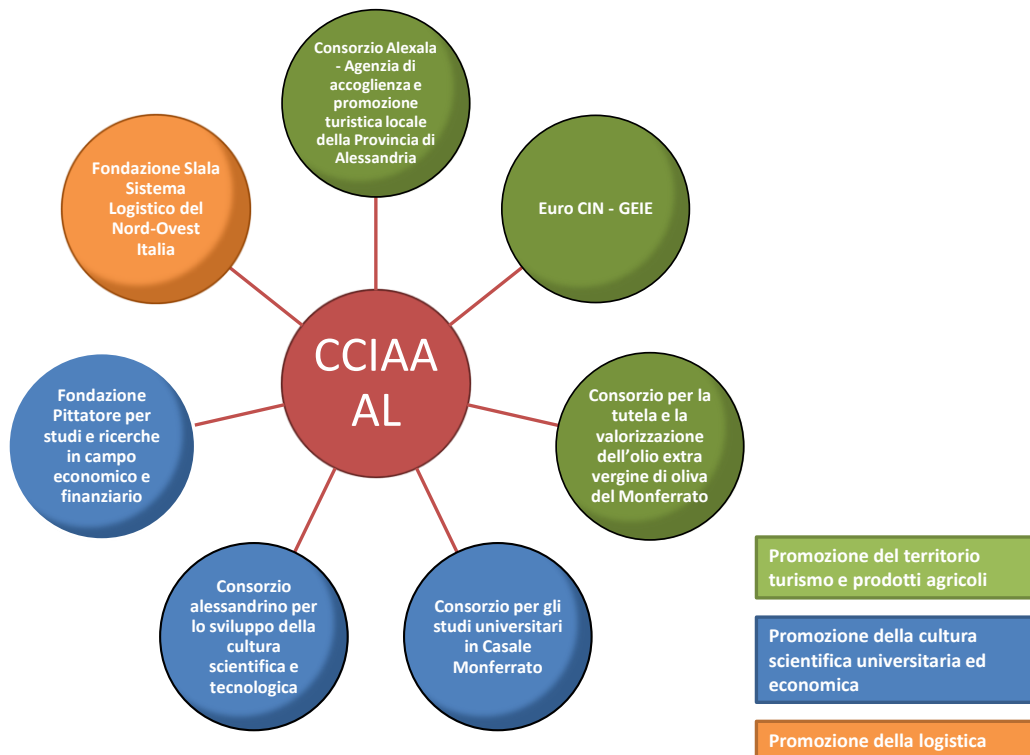 Consorzio Alexala
- Agenzia di
accoglienza e
promozione
turistica locale
della Provincia di
Alessandria
Euro CIN - GEIE
Consorzio per la
tutela e la
valorizzazione
dell'olio extra
vergine di oliva
del Monferrato
Consorzio per gli
studi universitari
in Casale
Monferrato
Consorzio
alessandrino per
lo sviluppo della
cultura
scientifica e
tecnologica
Fondazione
Pittatore per
studi e ricerche
in campo
economico e
finanziario
Fondazione Slala
Sistema
Logistico del
Nord-Ovest
Italia
CCIAA
AL
Promozione del territorio
turismo e prodotti agricoli
Promozione della cultura
scientifica universitaria ed
economica
Promozione della logistica